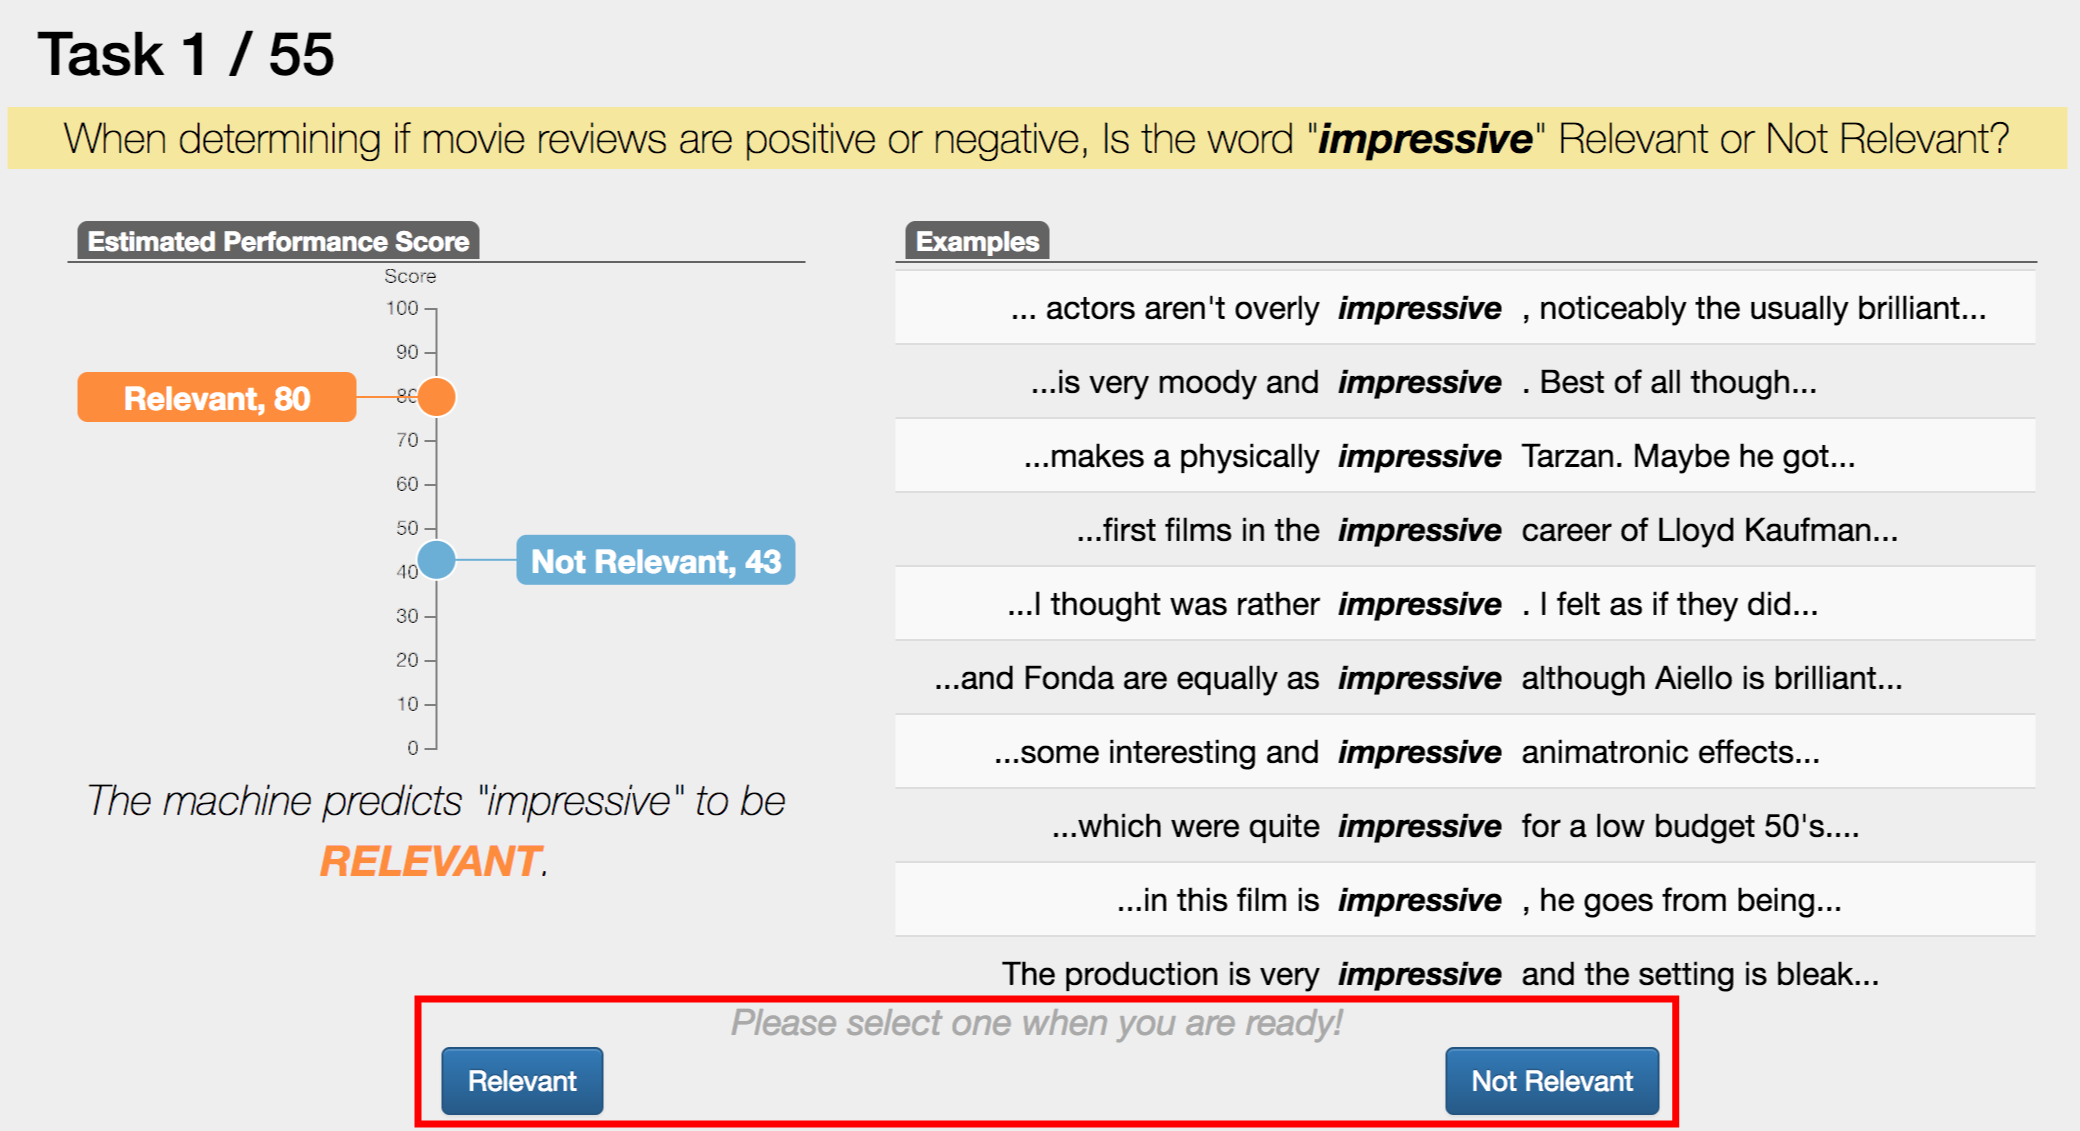 Task 1 / 55
When determining if movie reviews are positive or negative, Is the word "impressive" Relevant or Not Relevant?
Estimated Performance Score
Score
100
90
80
70
60
50
40
30
20
10
0
Relevant, 80
Not Relevant, 43
The machine predicts "impressive" to be
RELEVANT.
Examples
... actors aren't overly impressive , noticeably the usually brilliant...
...is very moody and impressive . Best of all though...
...makes a physically impressive Tarzan. Maybe he got...
...first films in the impressive career of Lloyd Kaufman...
...I thought was rather impressive . I felt as if they did...
...and Fonda are equally as impressive although Aiello is brilliant...
...some interesting and impressive animatronic effects...
...which were quite impressive for a low budget 50's....
...in this film is impressive , he goes from being...
The production is very impressive and the setting is bleak...
Please select one when you are ready!
Relevant
Not Relevant